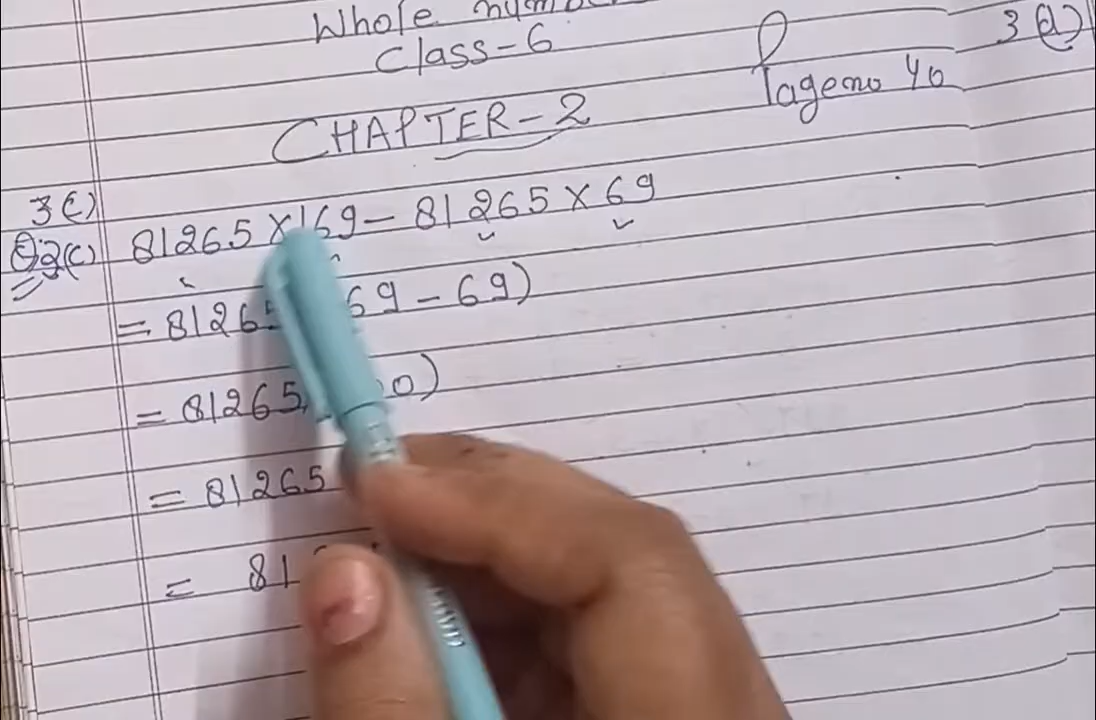 Whole
Class-6
3(d)
Pageno 40
CHAPTER-2
3(C)
Q3(C) 81265×169-81265×69
=8126 69-69)
=81265 0)
=81265
= 81